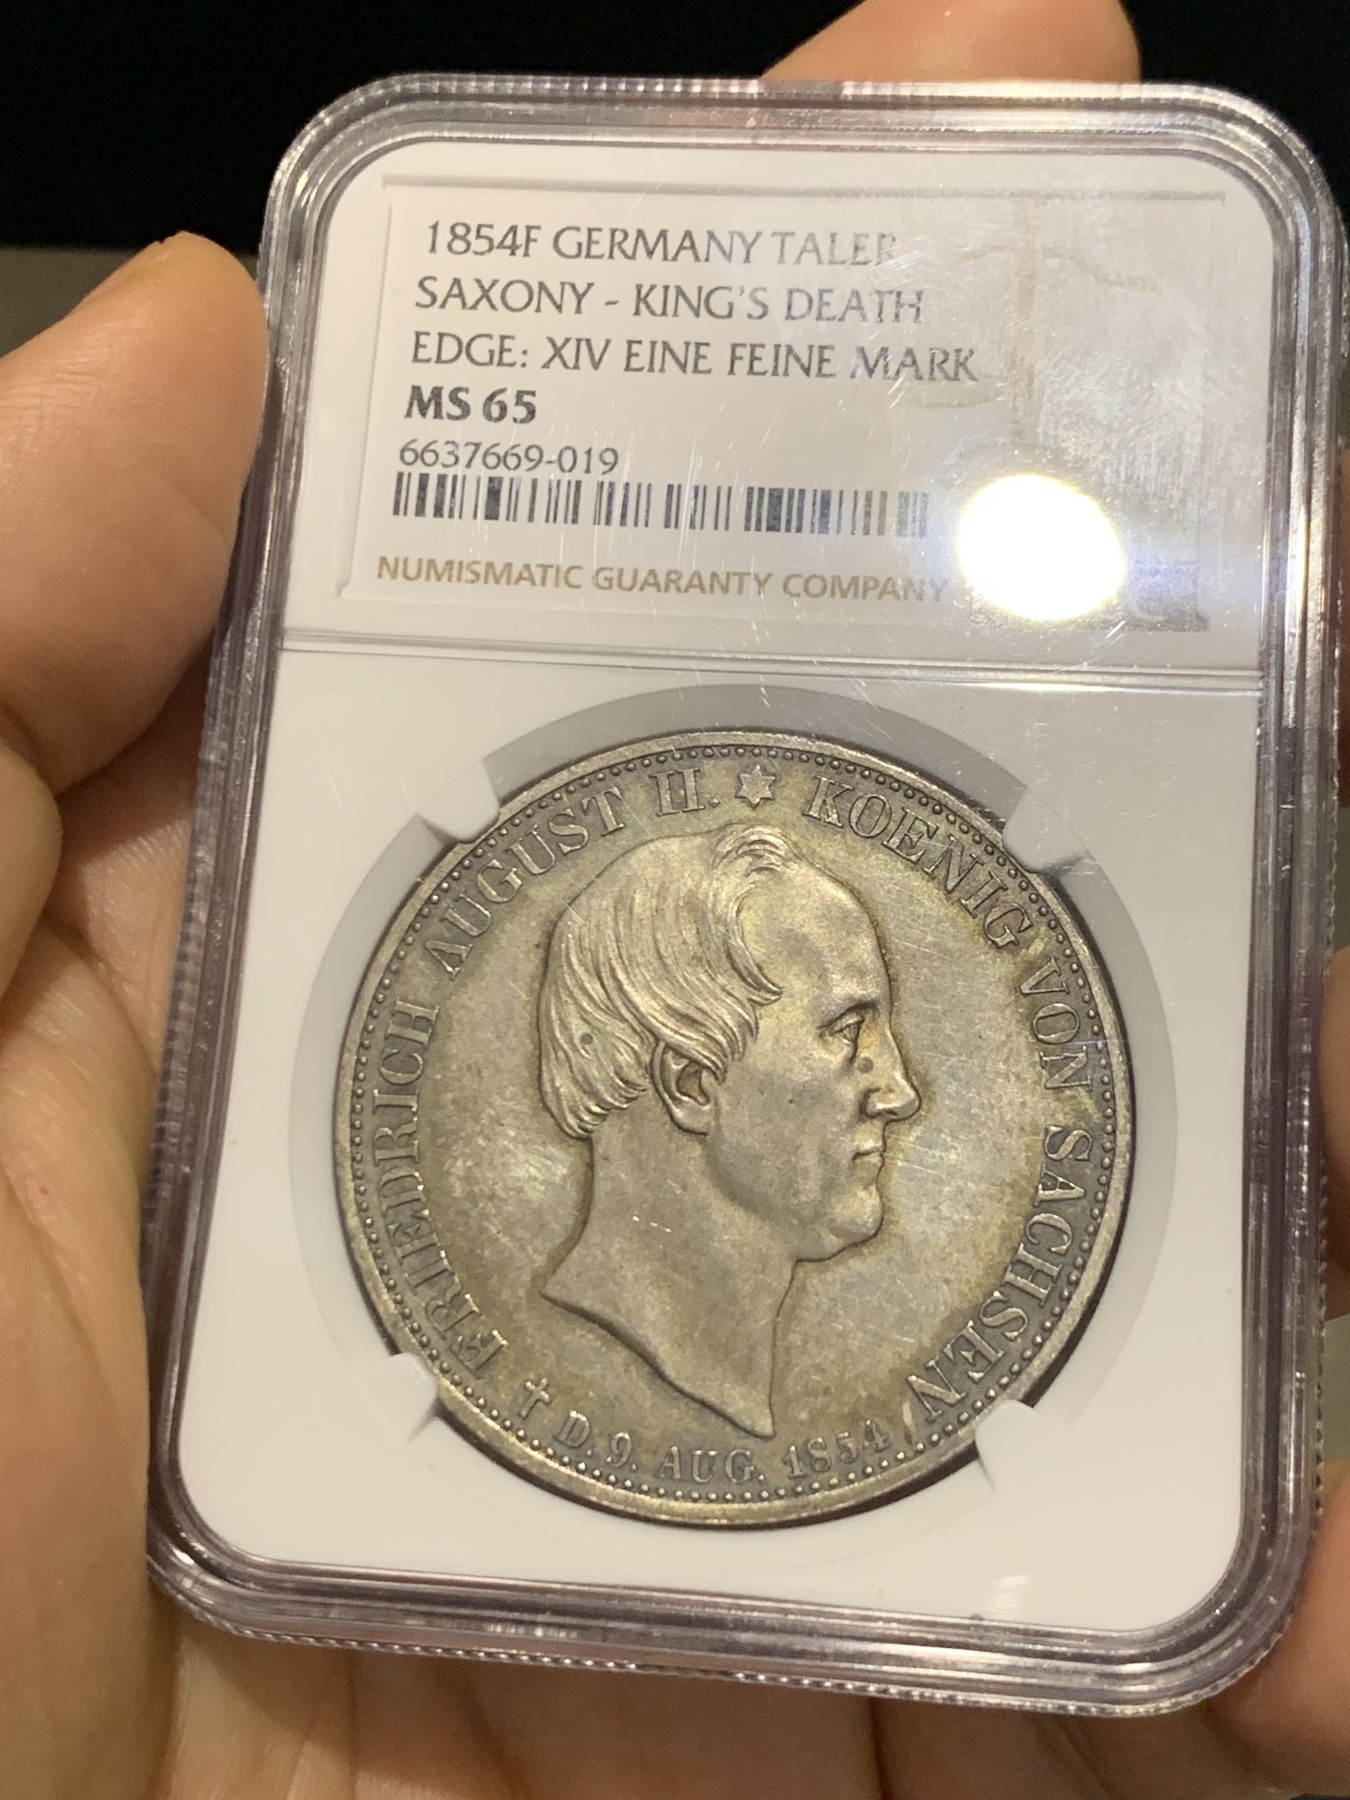 1854F GERMANY TALER
SAXONY - KING'S DEATH
EDGE: XIV EINE FEINE MARK
MS 65
6637669-019
NUMISMATIC GUARANTY COMPANY
FRIEDRICH AUGUST II. ✶ KOENIG VON SACHSEN
† D. 9. AUG. 1854